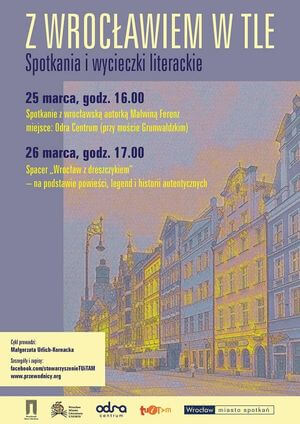 Z WROCŁAWIEM W TLE
Spotkania i wycieczki literackie
25 marca, godz. 16.00
Spotkanie z wrocławską autorką Malwiną Ferenz
miejsce: Odra Centrum (przy moście Grunwaldzkim)
26 marca, godz. 17.00
Spacer „Wrocław z dreszczykiem”
– na podstawie powieści, legend i historii autentycznych
Cykl prowadzi:
Małgorzata Urlich-Kornacka
Szczegóły i zapisy:
facebook.com/stowarzyszenieTUiTAM
www.przewodnicy.org
odra
centrum
Wrocław miasto spotkań